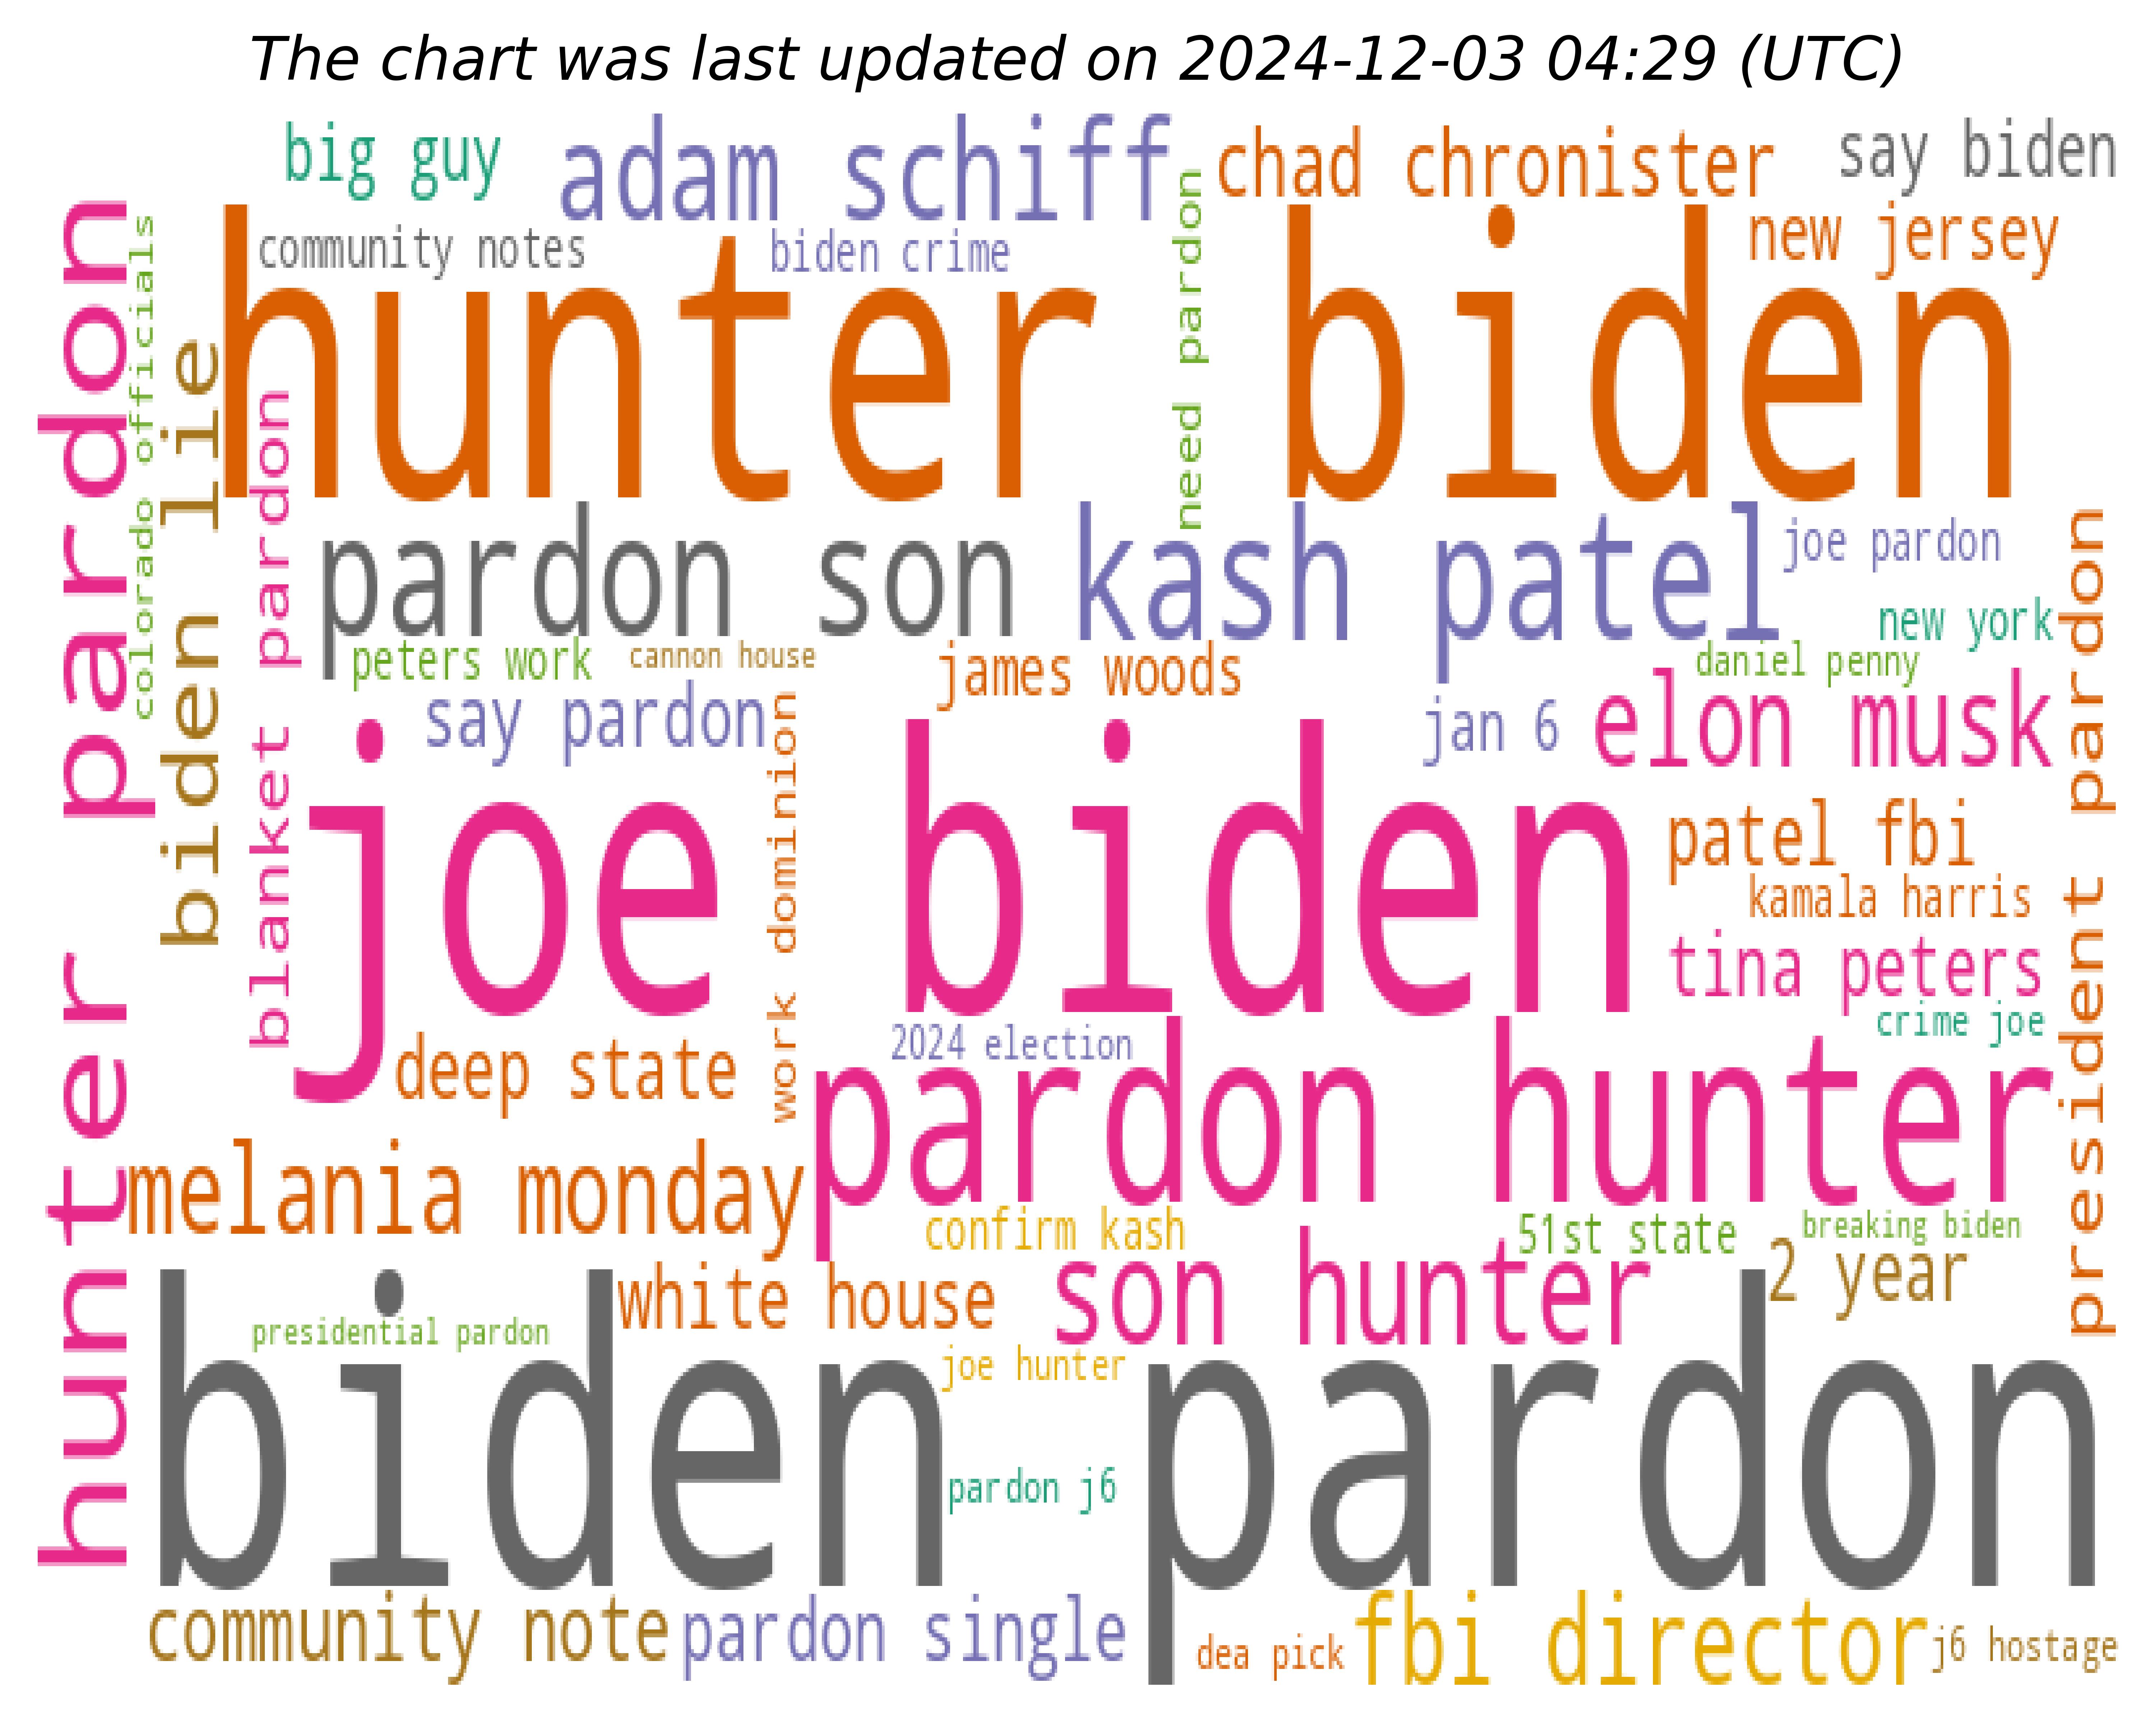 The chart was last updated on 2024-12-03 04:29 (UTC)
big guy
adam schiff
chad chronister
say biden
community notes
biden crime
new jersey
hunter biden
need pardon
hunter pardon
colorado officials
biden lie
blanket pardon
pardon son
kash patel
joe pardon
new york
president pardon
peters work
cannon house
james woods
daniel penny
say pardon
jan 6
elon musk
joe biden
work dominion
patel fbi
kamala harris
tina peters
crime joe
deep state
2024 election
pardon hunter
melania monday
confirm kash
51st state
breaking biden
white house
son hunter
2 year
presidential pardon
joe hunter
biden pardon
pardon j6
community note
pardon single
dea pick
fbi director
j6 hostage